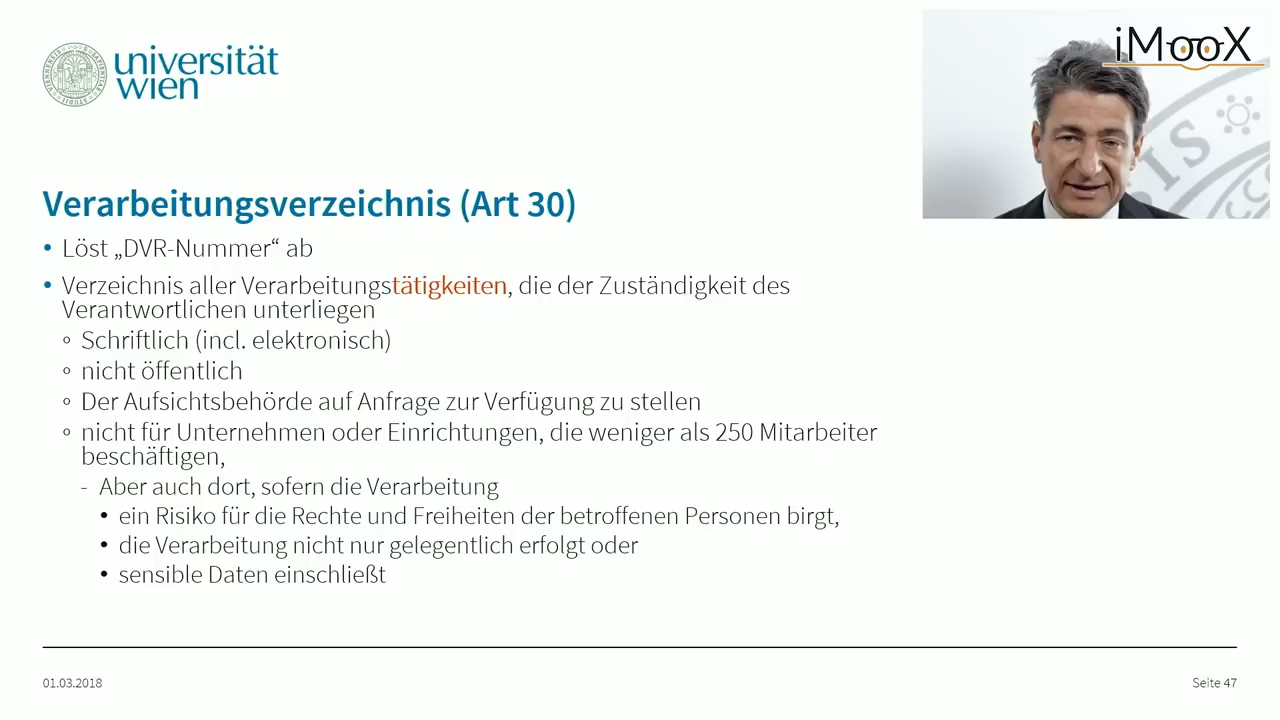 universität
wien
iMooX
Verarbeitungsverzeichnis (Art 30)
• Löst „DVR-Nummer“ ab
• Verzeichnis aller Verarbeitungstätigkeiten, die der Zuständigkeit des
Verantwortlichen unterliegen
◦ Schriftlich (incl. elektronisch)
◦ nicht öffentlich
◦ Der Aufsichtsbehörde auf Anfrage zur Verfügung zu stellen
◦ nicht für Unternehmen oder Einrichtungen, die weniger als 250 Mitarbeiter
beschäftigen,
- Aber auch dort, sofern die Verarbeitung
• ein Risiko für die Rechte und Freiheiten der betroffenen Personen birgt,
• die Verarbeitung nicht nur gelegentlich erfolgt oder
• sensible Daten einschließt
01.03.2018
Seite 47